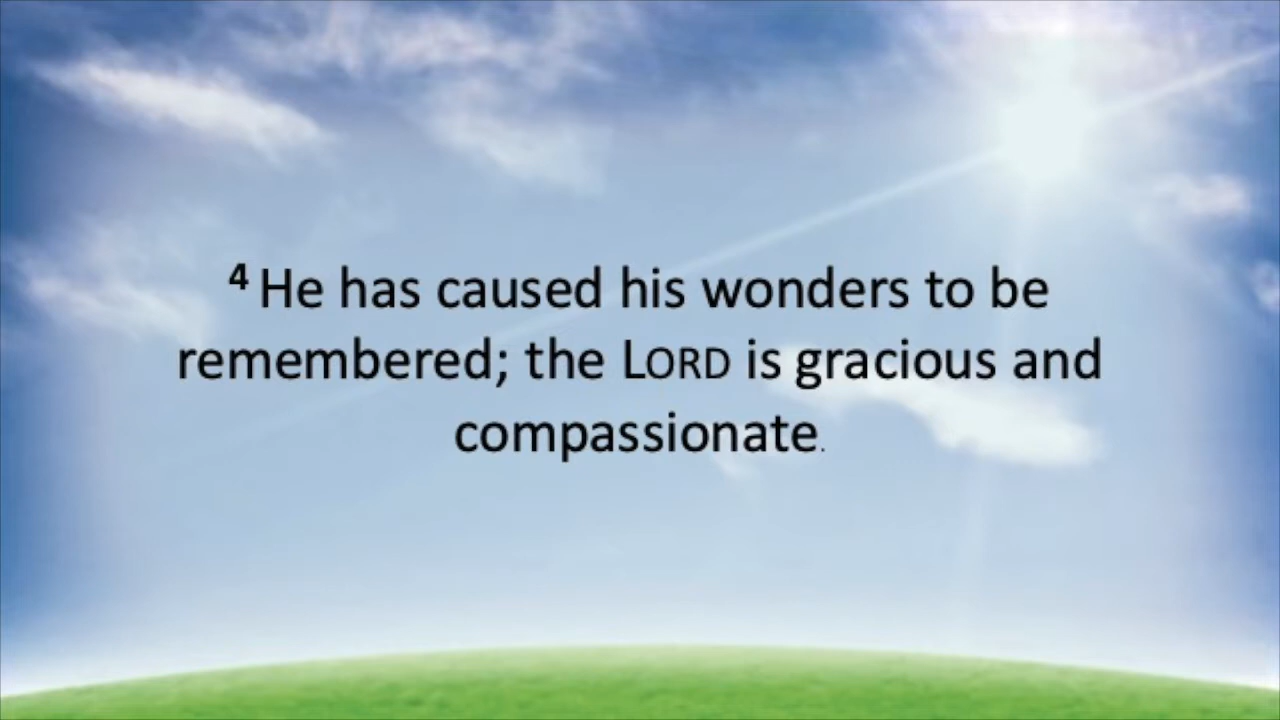 4 He has caused his wonders to be
remembered; the LORD is gracious and
compassionate.